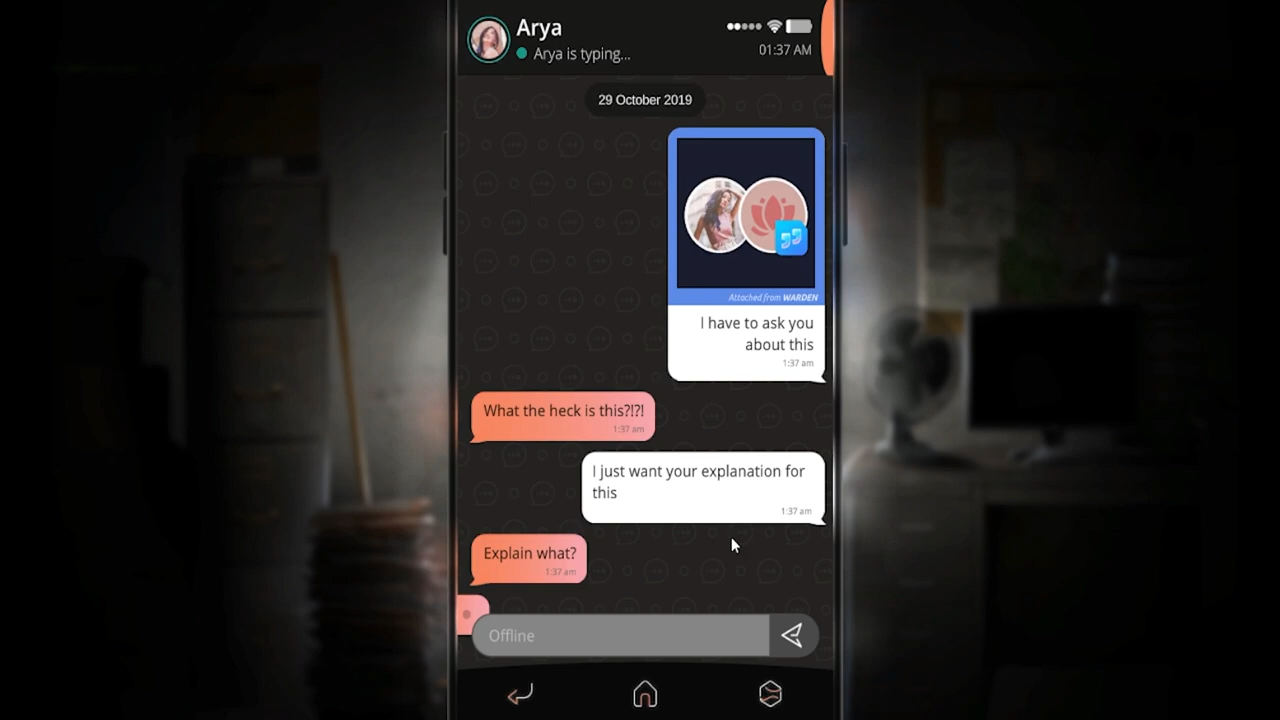 Arya
Arya is typing...
01:37 AM
29 October 2019
Attached from WARDEN
I have to ask you
about this
1:37 am
What the heck is this?!?!
1:37 am
I just want your explanation for
this
1:37 am
Explain what?
1:37 am
Offline